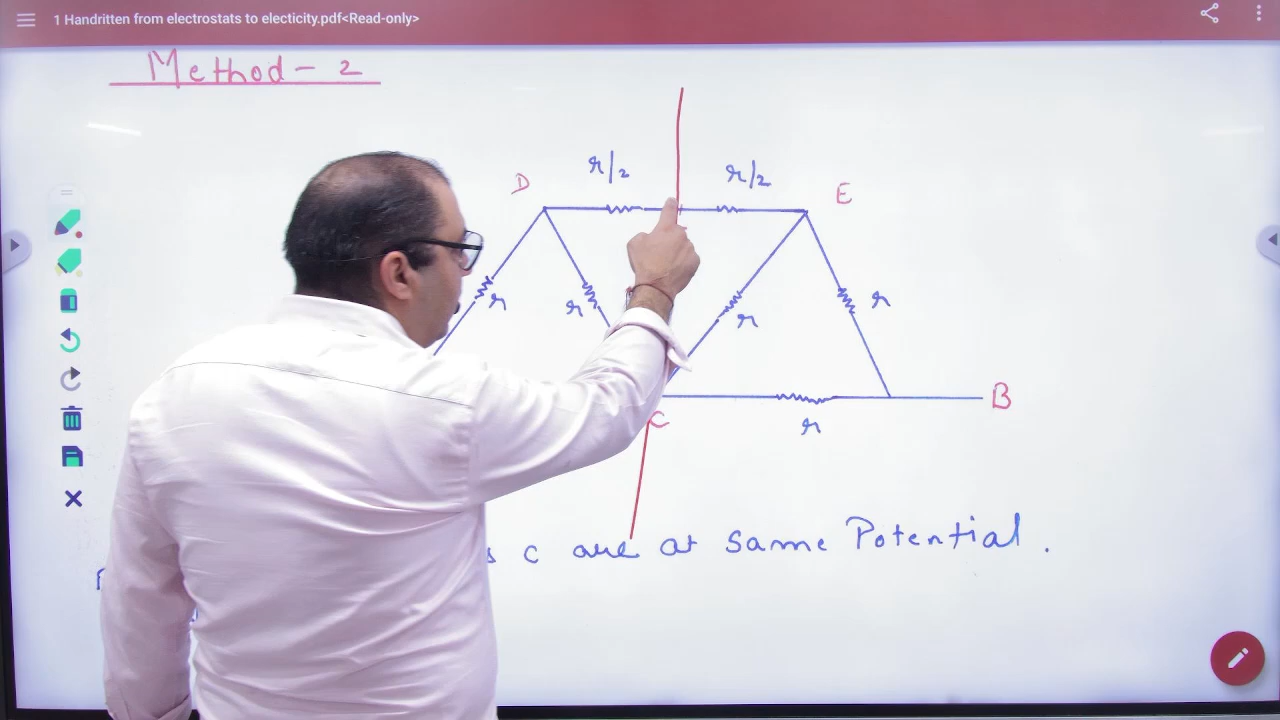 1 Handritten from electrostats to electicity.pdf<Read-only>
Method - 2
r/2
r/2
D
E
r
r
r
r
C
B
r
c are at same Potential.